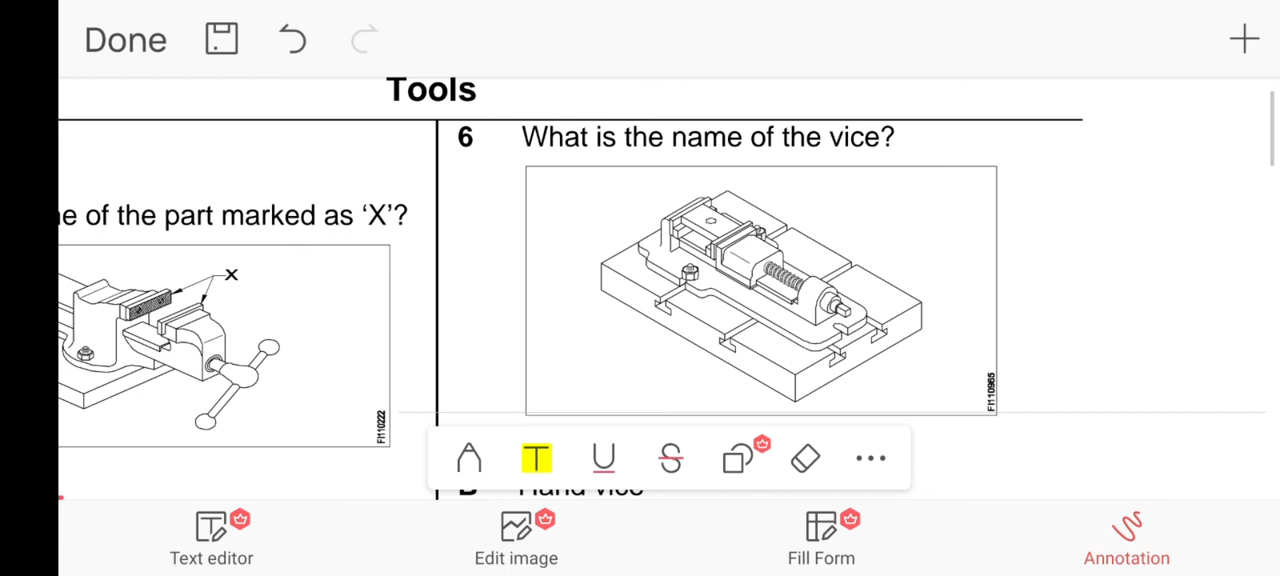 Done
Tools
ne of the part marked as ‘X’?
X
FI110222
6 What is the name of the vice?
FI110965
B Hand vice
Text editor
Edit image
Fill Form
Annotation